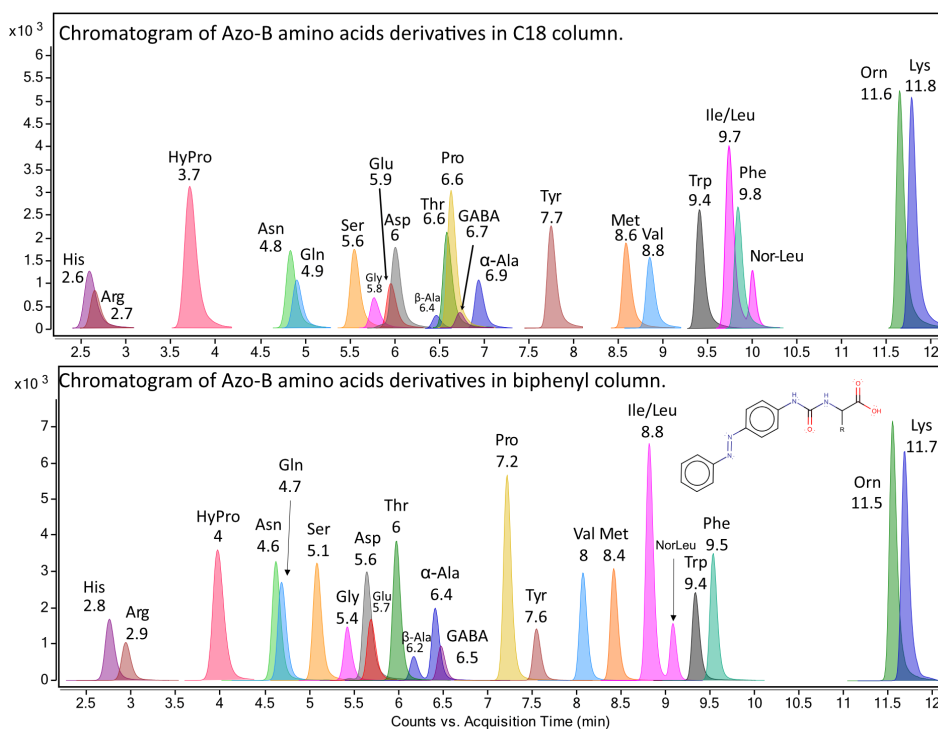 x10 3
Chromatogram of Azo-B amino acids derivatives in C18 column.
6
5.5
5
4.5
4
3.5
3
2.5
2
1.5
1
0.5
0
His
2.6
Arg
2.7
HyPro
3.7
Asn
4.8
Gln
4.9
Ser
5.6
Gly
5.8
Glu
5.9
Asp
6
β-Ala
6.4
Thr
6.6
Pro
6.6
GABA
6.7
α-Ala
6.9
Tyr
7.7
Met
8.6
Val
8.8
Trp
9.4
Ile/Leu
9.7
Phe
9.8
Nor-Leu
Orn
11.6
Lys
11.8
2.5 3 3.5 4 4.5 5 5.5 6 6.5 7 7.5 8 8.5 9 9.5 10 10.5 11 11.5 12
x10 3
Chromatogram of Azo-B amino acids derivatives in biphenyl column.
7
6
5
4
3
2
1
0
His
2.8
Arg
2.9
HyPro
4
Asn
4.6
Gln
4.7
Ser
5.1
Gly
5.4
Asp
5.6
Glu
5.7
Thr
6
β-Ala
6.2
α-Ala
6.4
GABA
6.5
Pro
7.2
Tyr
7.6
Val
8
Met
8.4
Ile/Leu
8.8
NorLeu
Trp
9.4
Phe
9.5
Orn
11.5
Lys
11.7
H
N
H
N
O
O
OH
R
N
N
2.5 3 3.5 4 4.5 5 5.5 6 6.5 7 7.5 8 8.5 9 9.5 10 10.5 11 11.5 12
Counts vs. Acquisition Time (min)